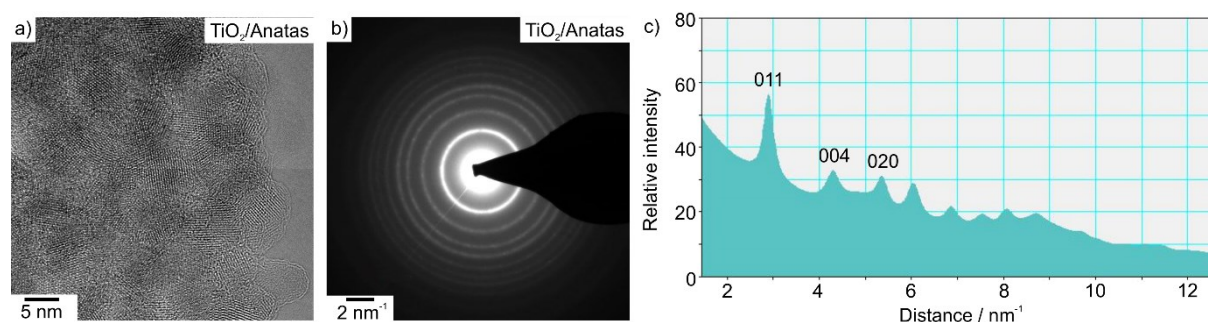 a)
TiO₂/Anatas
5 nm
b)
TiO₂/Anatas
2 nm⁻¹
c)
Relative intensity
80
60
40
20
0
011
004
020
2 4 6 8 10 12
Distance / nm⁻¹